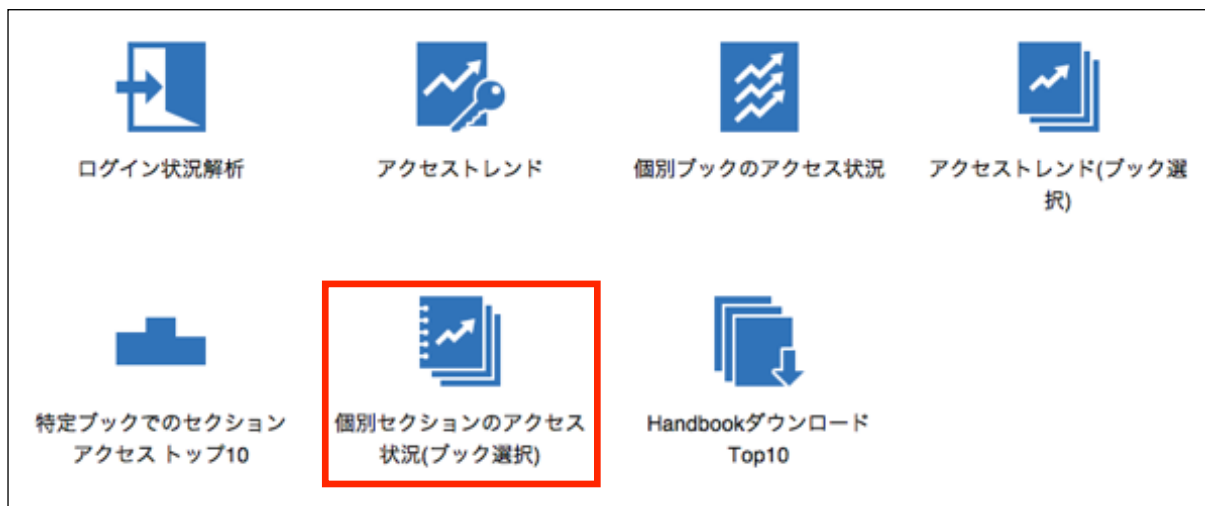 ログイン状況解析
アクセストレンド
個別ブックのアクセス状況
アクセストレンド(ブック選
択)
特定ブックでのセクション
アクセス トップ10
個別セクションのアクセス
状況(ブック選択)
Handbookダウンロード
Top10